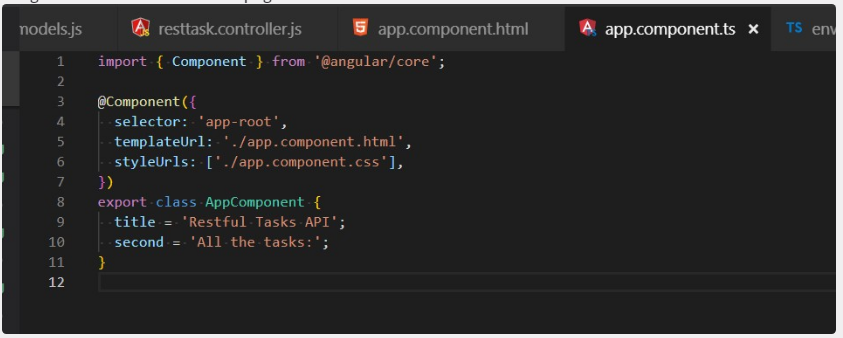 models.js resttask.controller.js app.component.html app.component.ts × TS env
1 import { Component } from '@angular/core';
2
3 @Component({
4 selector: 'app-root',
5 templateUrl: './app.component.html',
6 styleUrls: ['./app.component.css'],
7 })
8 export class AppComponent {
9 title = 'Restful Tasks API';
10 second = 'All the tasks:';
11 }
12